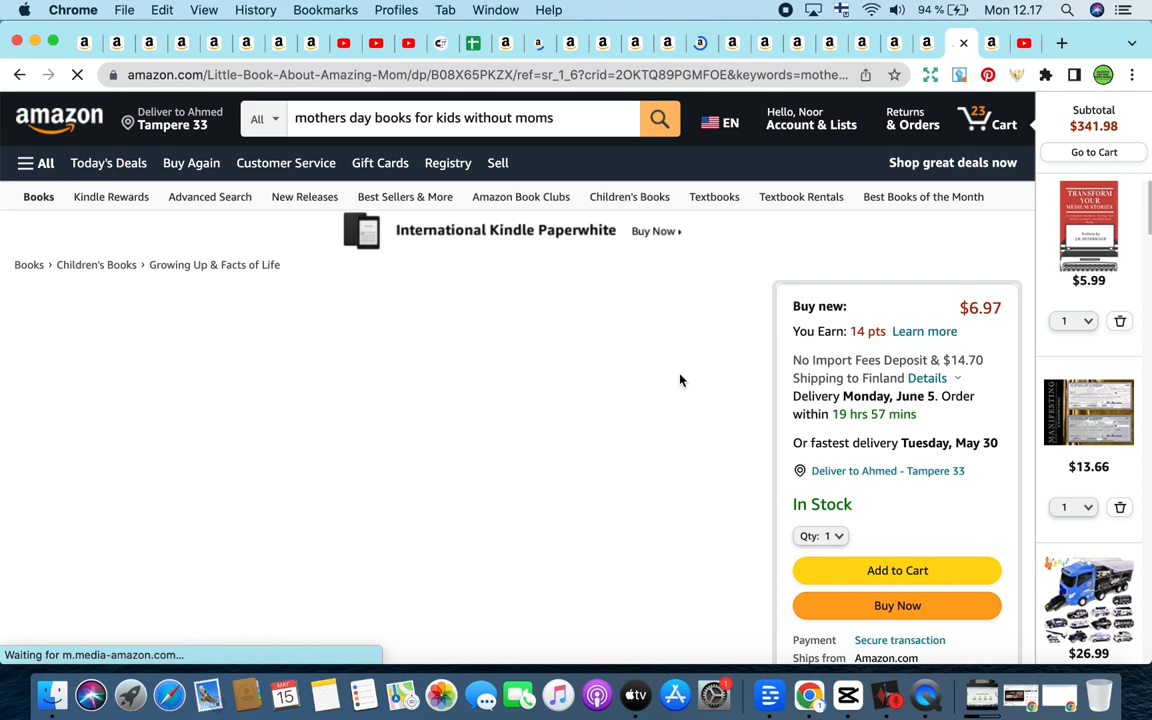 Chrome File Edit View History Bookmarks Profiles Tab Window Help 94 % Mon 12.17
amazon.com/Little-Book-About-Amazing-Mom/dp/B08X65PKZX/ref=sr_1_6?crid=2OKTQ89PGMFOE&keywords=mothe...
amazon
Deliver to Ahmed
Tampere 33
All
mothers day books for kids without moms
EN
Hello, Noor
Account & Lists
Returns
& Orders
23
Cart
Subtotal
$341.98
Go to Cart
All Today's Deals Buy Again Customer Service Gift Cards Registry Sell Shop great deals now
Books Kindle Rewards Advanced Search New Releases Best Sellers & More Amazon Book Clubs Children's Books Textbooks Textbook Rentals Best Books of the Month
International Kindle Paperwhite Buy Now
Books › Children's Books › Growing Up & Facts of Life
Buy new: $6.97
You Earn: 14 pts Learn more
No Import Fees Deposit & $14.70
Shipping to Finland Details
Delivery Monday, June 5. Order
within 19 hrs 57 mins
Or fastest delivery Tuesday, May 30
Deliver to Ahmed - Tampere 33
In Stock
Qty: 1
Add to Cart
Buy Now
Payment Secure transaction
Ships from Amazon.com
TRANSFORM
YOUR
MEDIUM STORIES
$5.99
1
MANIFESTING
$13.66
1
$26.99
Waiting for m.media-amazon.com...
MAY
15
1